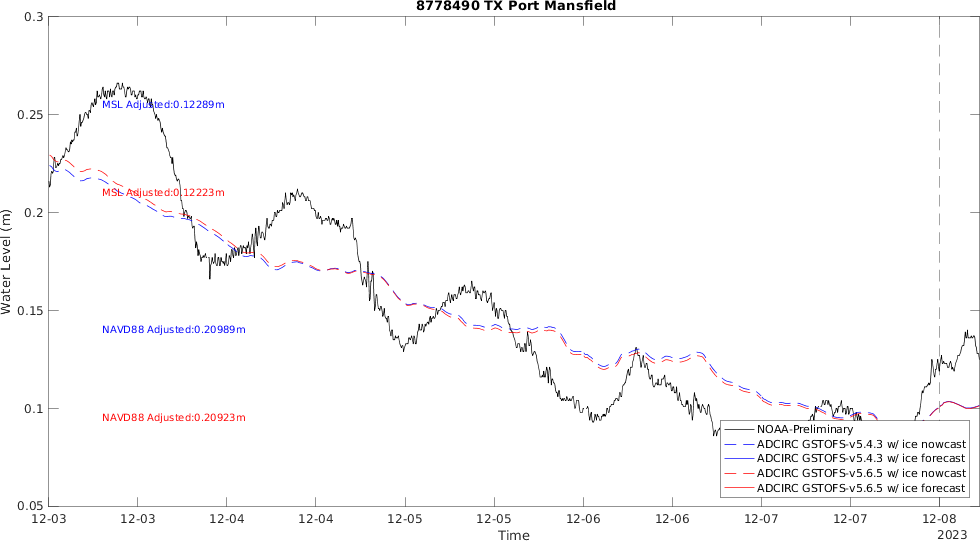 8778490 TX Port Mansfield
0.3
0.25
0.2
0.15
0.1
0.05
Water Level (m)
MSL Adjusted:0.12289m
MSL Adjusted:0.12223m
NAVD88 Adjusted:0.20989m
NAVD88 Adjusted:0.20923m
NOAA-Preliminary
ADCIRC GSTOFS-v5.4.3 w/ ice nowcast
ADCIRC GSTOFS-v5.4.3 w/ ice forecast
ADCIRC GSTOFS-v5.6.5 w/ ice nowcast
ADCIRC GSTOFS-v5.6.5 w/ ice forecast
12-03 12-03 12-04 12-04 12-05 12-05 12-06 12-06 12-07 12-07 12-08
2023
Time